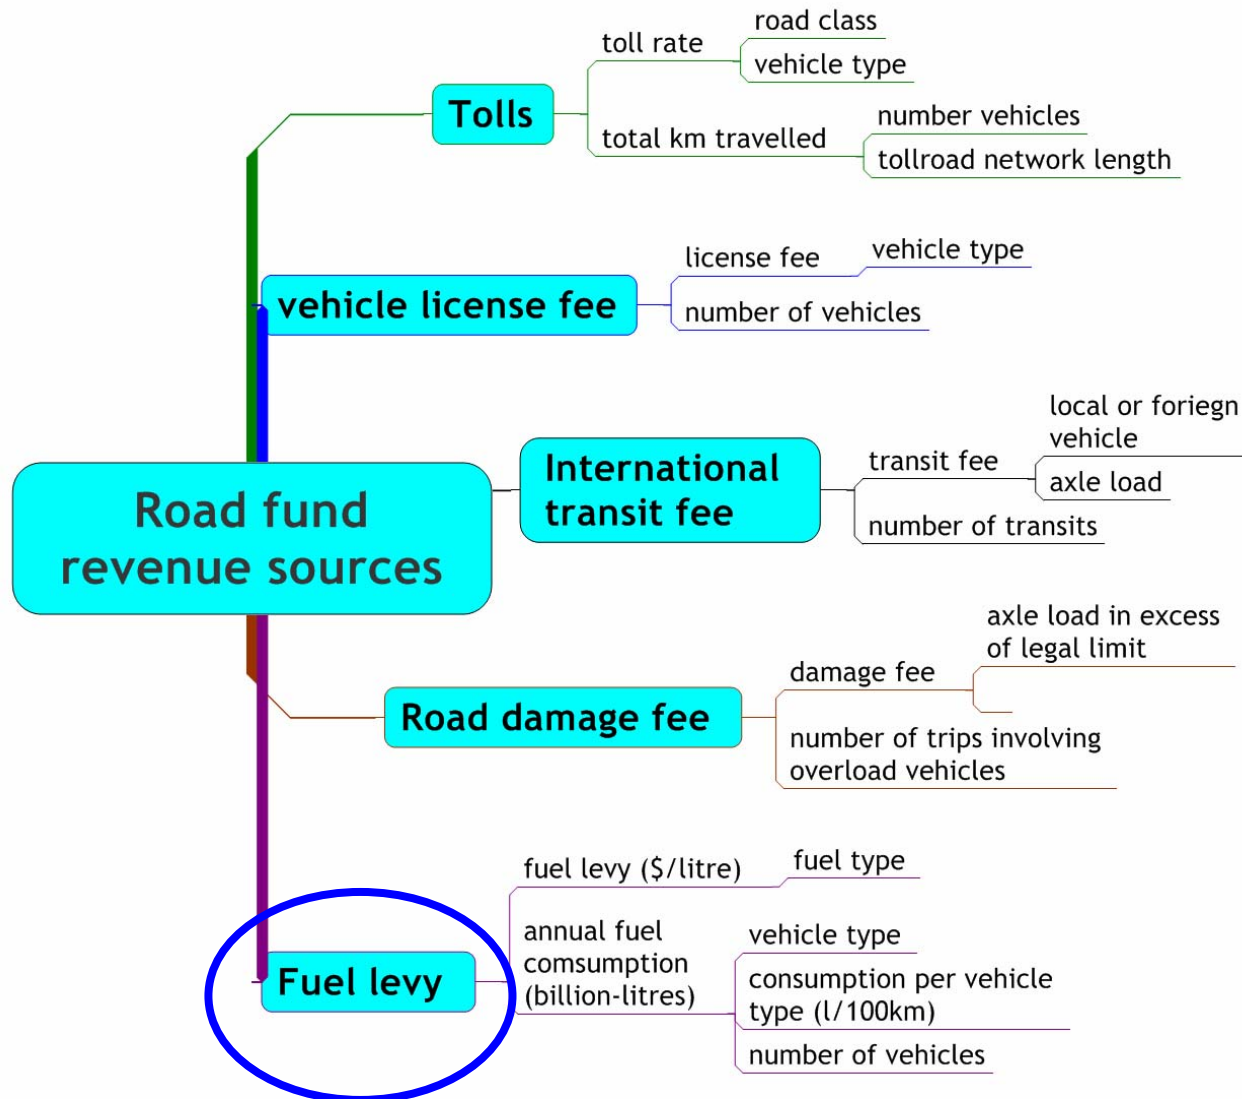 Tolls
toll rate
road class
vehicle type
total km travelled
number vehicles
tollroad network length
vehicle license fee
license fee
vehicle type
number of vehicles
Road fund
revenue sources
International
transit fee
transit fee
local or foriegn
vehicle
axle load
number of transits
Road damage fee
damage fee
axle load in excess
of legal limit
number of trips involving
overload vehicles
Fuel levy
fuel levy ($/litre)
fuel type
annual fuel
comsumption
(billion-litres)
vehicle type
consumption per vehicle
type (l/100km)
number of vehicles